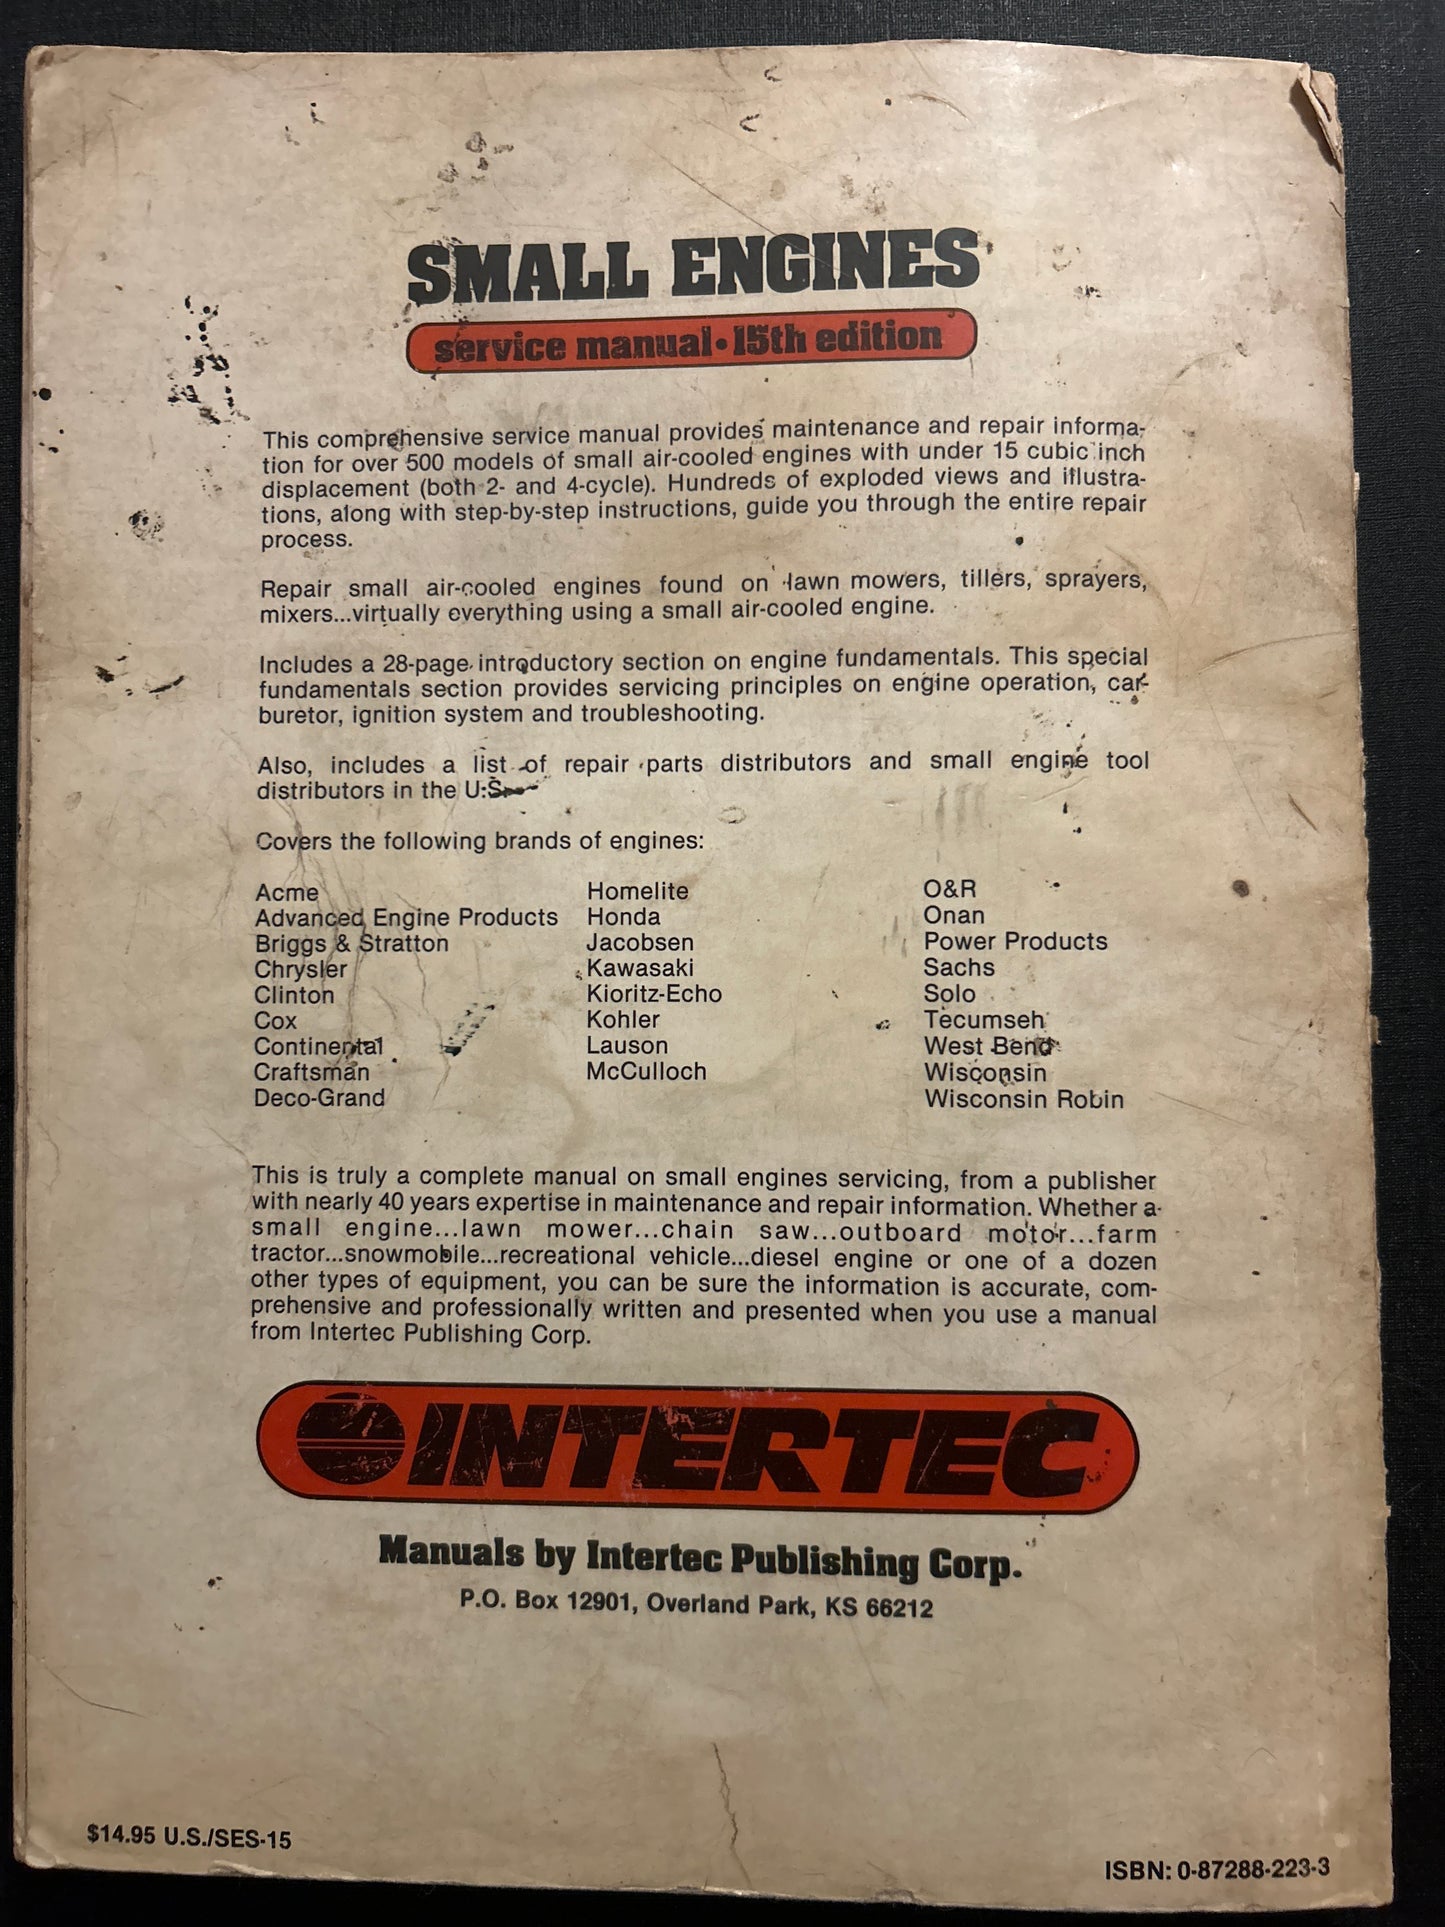 SMALL ENGINES
service manual•15th edition
This comprehensive service manual provides maintenance and repair informa-
tion for over 500 models of small air-cooled engines with under 15 cubic inch
displacement (both 2- and 4-cycle). Hundreds of exploded views and illustra-
tions, along with step-by-step instructions, guide you through the entire repair
process.
Repair small air-cooled engines found on lawn mowers, tillers, sprayers,
mixers...virtually everything using a small air-cooled engine.
Includes a 28-page introductory section on engine fundamentals. This special
fundamentals section provides servicing principles on engine operation, car-
buretor, ignition system and troubleshooting.
Also, includes a list of repair parts distributors and small engine tool
distributors in the U.S.
Covers the following brands of engines:
Acme
Advanced Engine Products
Briggs & Stratton
Chrysler
Clinton
Cox
Continental
Craftsman
Deco-Grand
Homelite
Honda
Jacobsen
Kawasaki
Kioritz-Echo
Kohler
Lauson
McCulloch
O&R
Onan
Power Products
Sachs
Solo
Tecumseh
West Bend
Wisconsin
Wisconsin Robin
This is truly a complete manual on small engines servicing, from a publisher
with nearly 40 years expertise in maintenance and repair information. Whether a
small engine...lawn mower...chain saw...outboard motor...farm
tractor...snowmobile...recreational vehicle...diesel engine or one of a dozen
other types of equipment, you can be sure the information is accurate, com-
prehensive and professionally written and presented when you use a manual
from Intertec Publishing Corp.
INTERTEC
Manuals by Intertec Publishing Corp.
P.O. Box 12901, Overland Park, KS 66212
$14.95 U.S./SES-15
ISBN: 0-87288-223-3